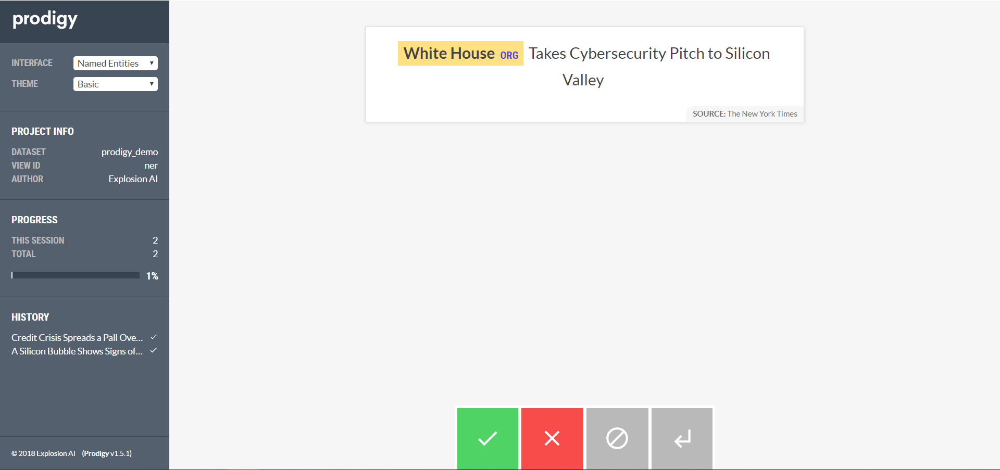 prodigy
INTERFACE Named Entities
THEME Basic
PROJECT INFO
DATASET prodigy_demo
VIEW ID ner
AUTHOR Explosion AI
PROGRESS
THIS SESSION 2
TOTAL 2
1%
HISTORY
Credit Crisis Spreads a Pall Ove...
A Silicon Bubble Shows Signs of...
© 2018 Explosion AI (Prodigy v1.5.1)
White House ORG Takes Cybersecurity Pitch to Silicon
Valley
SOURCE: The New York Times